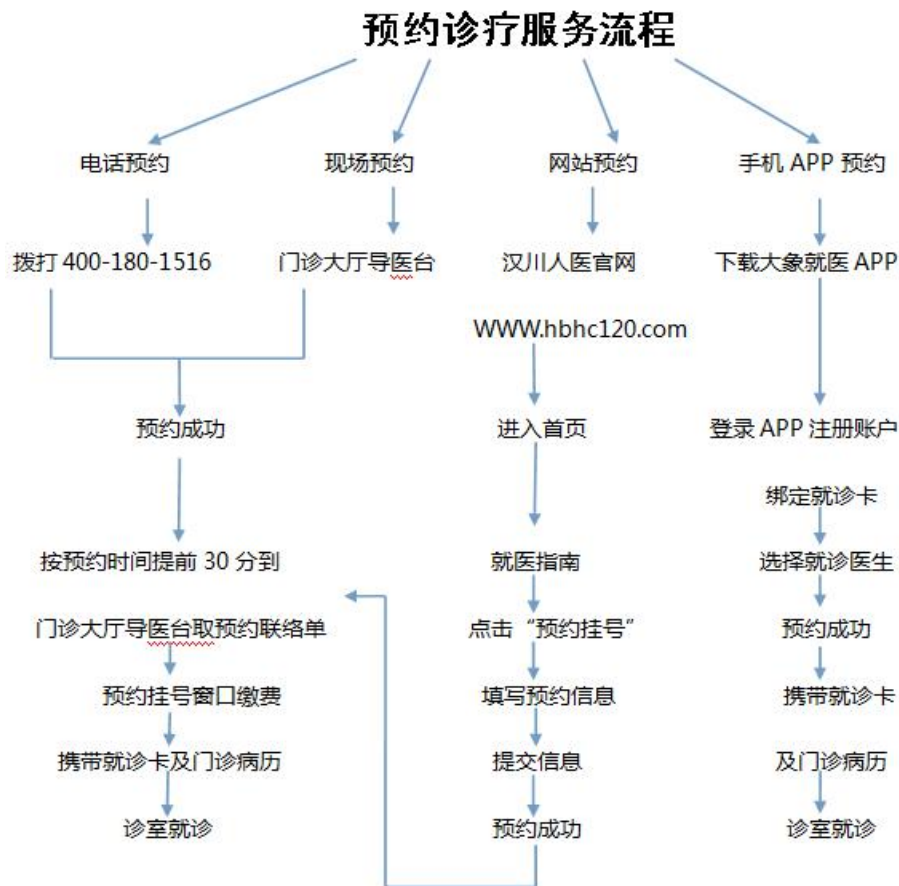 预约诊疗服务流程
电话预约
现场预约
网站预约
手机 APP 预约
拨打 400-180-1516
门诊大厅导医台
汉川人医官网
下载大象就医 APP
WWW.hbhc120.com
预约成功
进入首页
登录 APP 注册账户
绑定就诊卡
按预约时间提前 30 分到
就医指南
选择就诊医生
门诊大厅导医台取预约联络单
点击“预约挂号”
预约成功
预约挂号窗口缴费
填写预约信息
携带就诊卡
携带就诊卡及门诊病历
提交信息
及门诊病历
诊室就诊
预约成功
诊室就诊